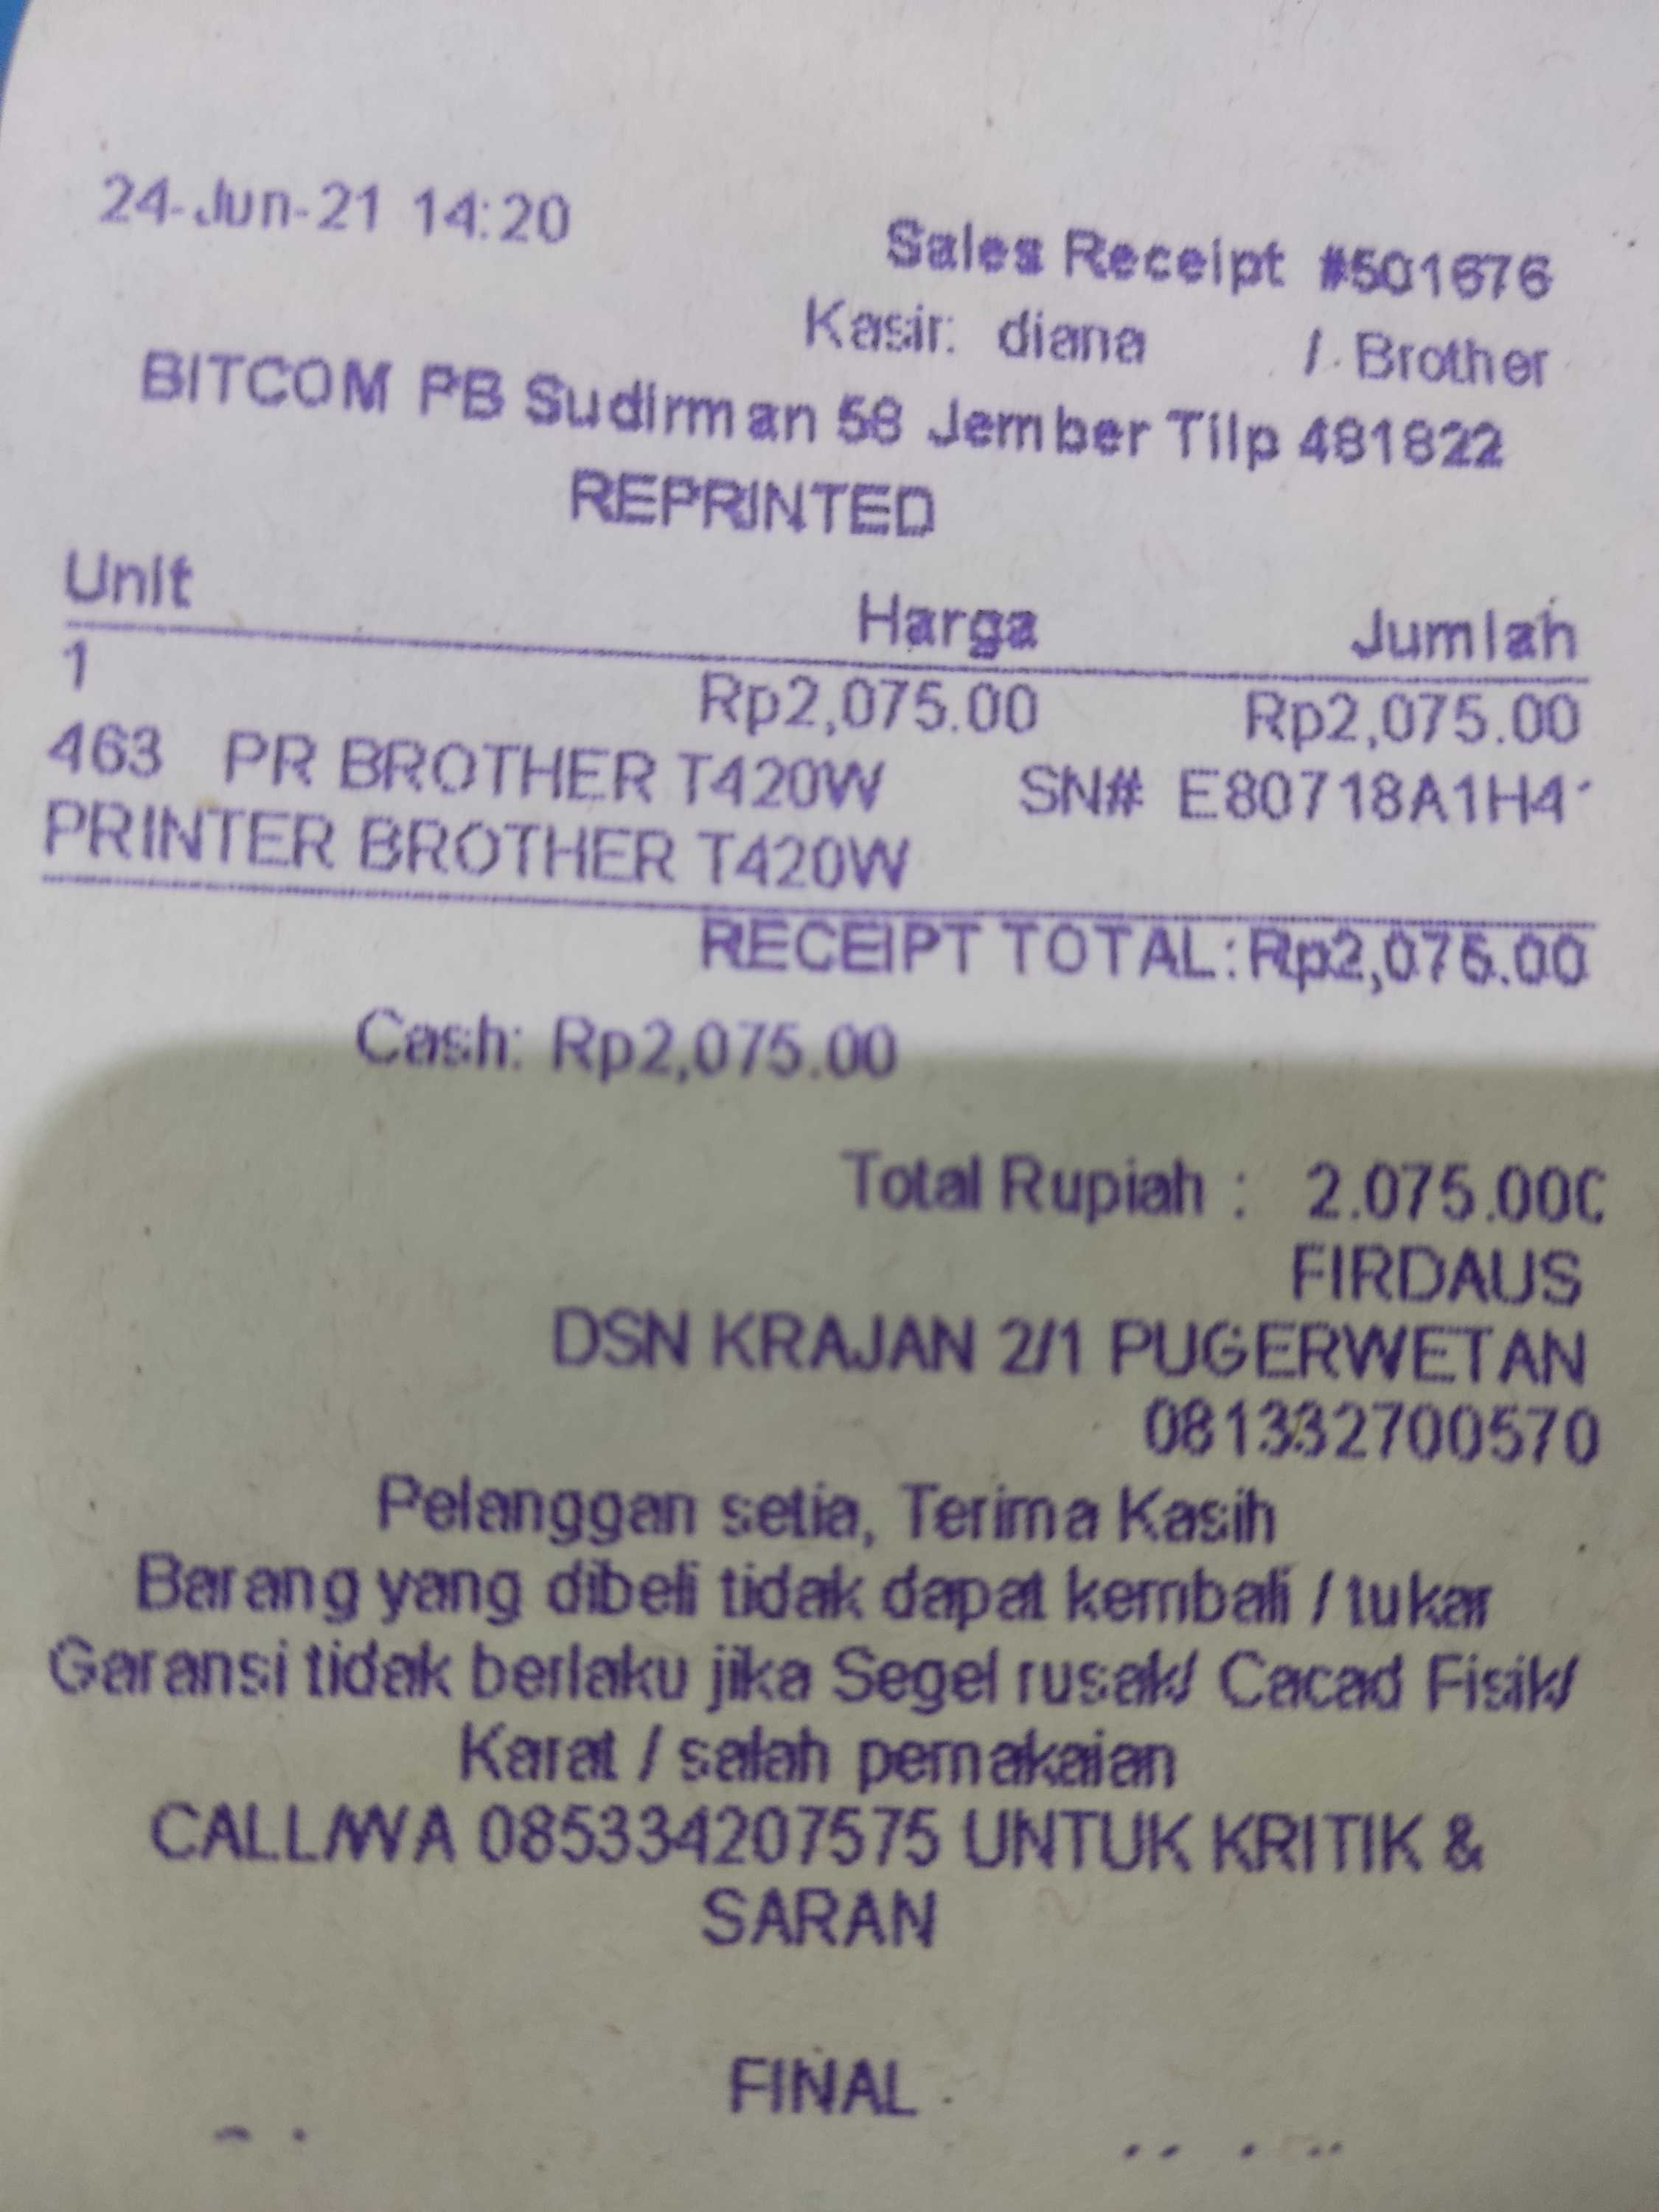 24-Jun-21 14:20
Sales Receipt #501676
Kasir: diana / Brother
BITCOM PB Sudirman 58 Jember Tilp 481822
REPRINTED
Unit Harga Jumlah
1 Rp2,075.00 Rp2,075.00
463 PR BROTHER T420W SN# E80718A1H4
PRINTER BROTHER T420W
RECEIPT TOTAL: Rp2,075.00
Cash: Rp2,075.00
Total Rupiah : 2.075.000
FIRDAUS
DSN KRAJAN 2/1 PUGERWETAN
081332700570
Pelanggan setia, Terima Kasih
Barang yang dibeli tidak dapat kembali / tukar
Garansi tidak berlaku jika Segel rusak/ Cacad Fisik/
Karat / salah pemakaian
CALL/WA 085334207575 UNTUK KRITIK &
SARAN
FINAL